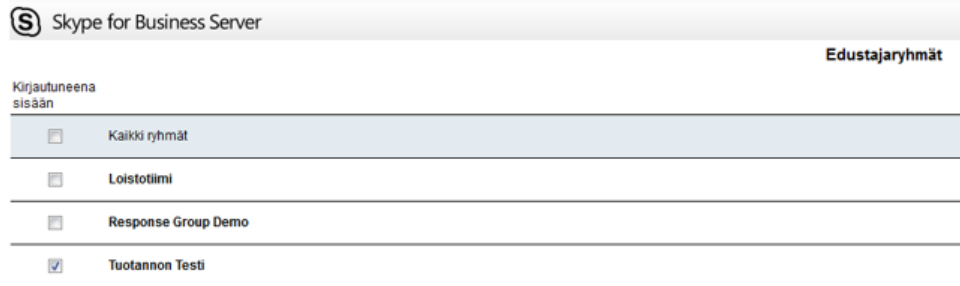 Skype for Business Server
Edustajaryhmät
Kirjautuneena
sisään
Kaikki ryhmät
Loistotiimi
Response Group Demo
Tuotannon Testi